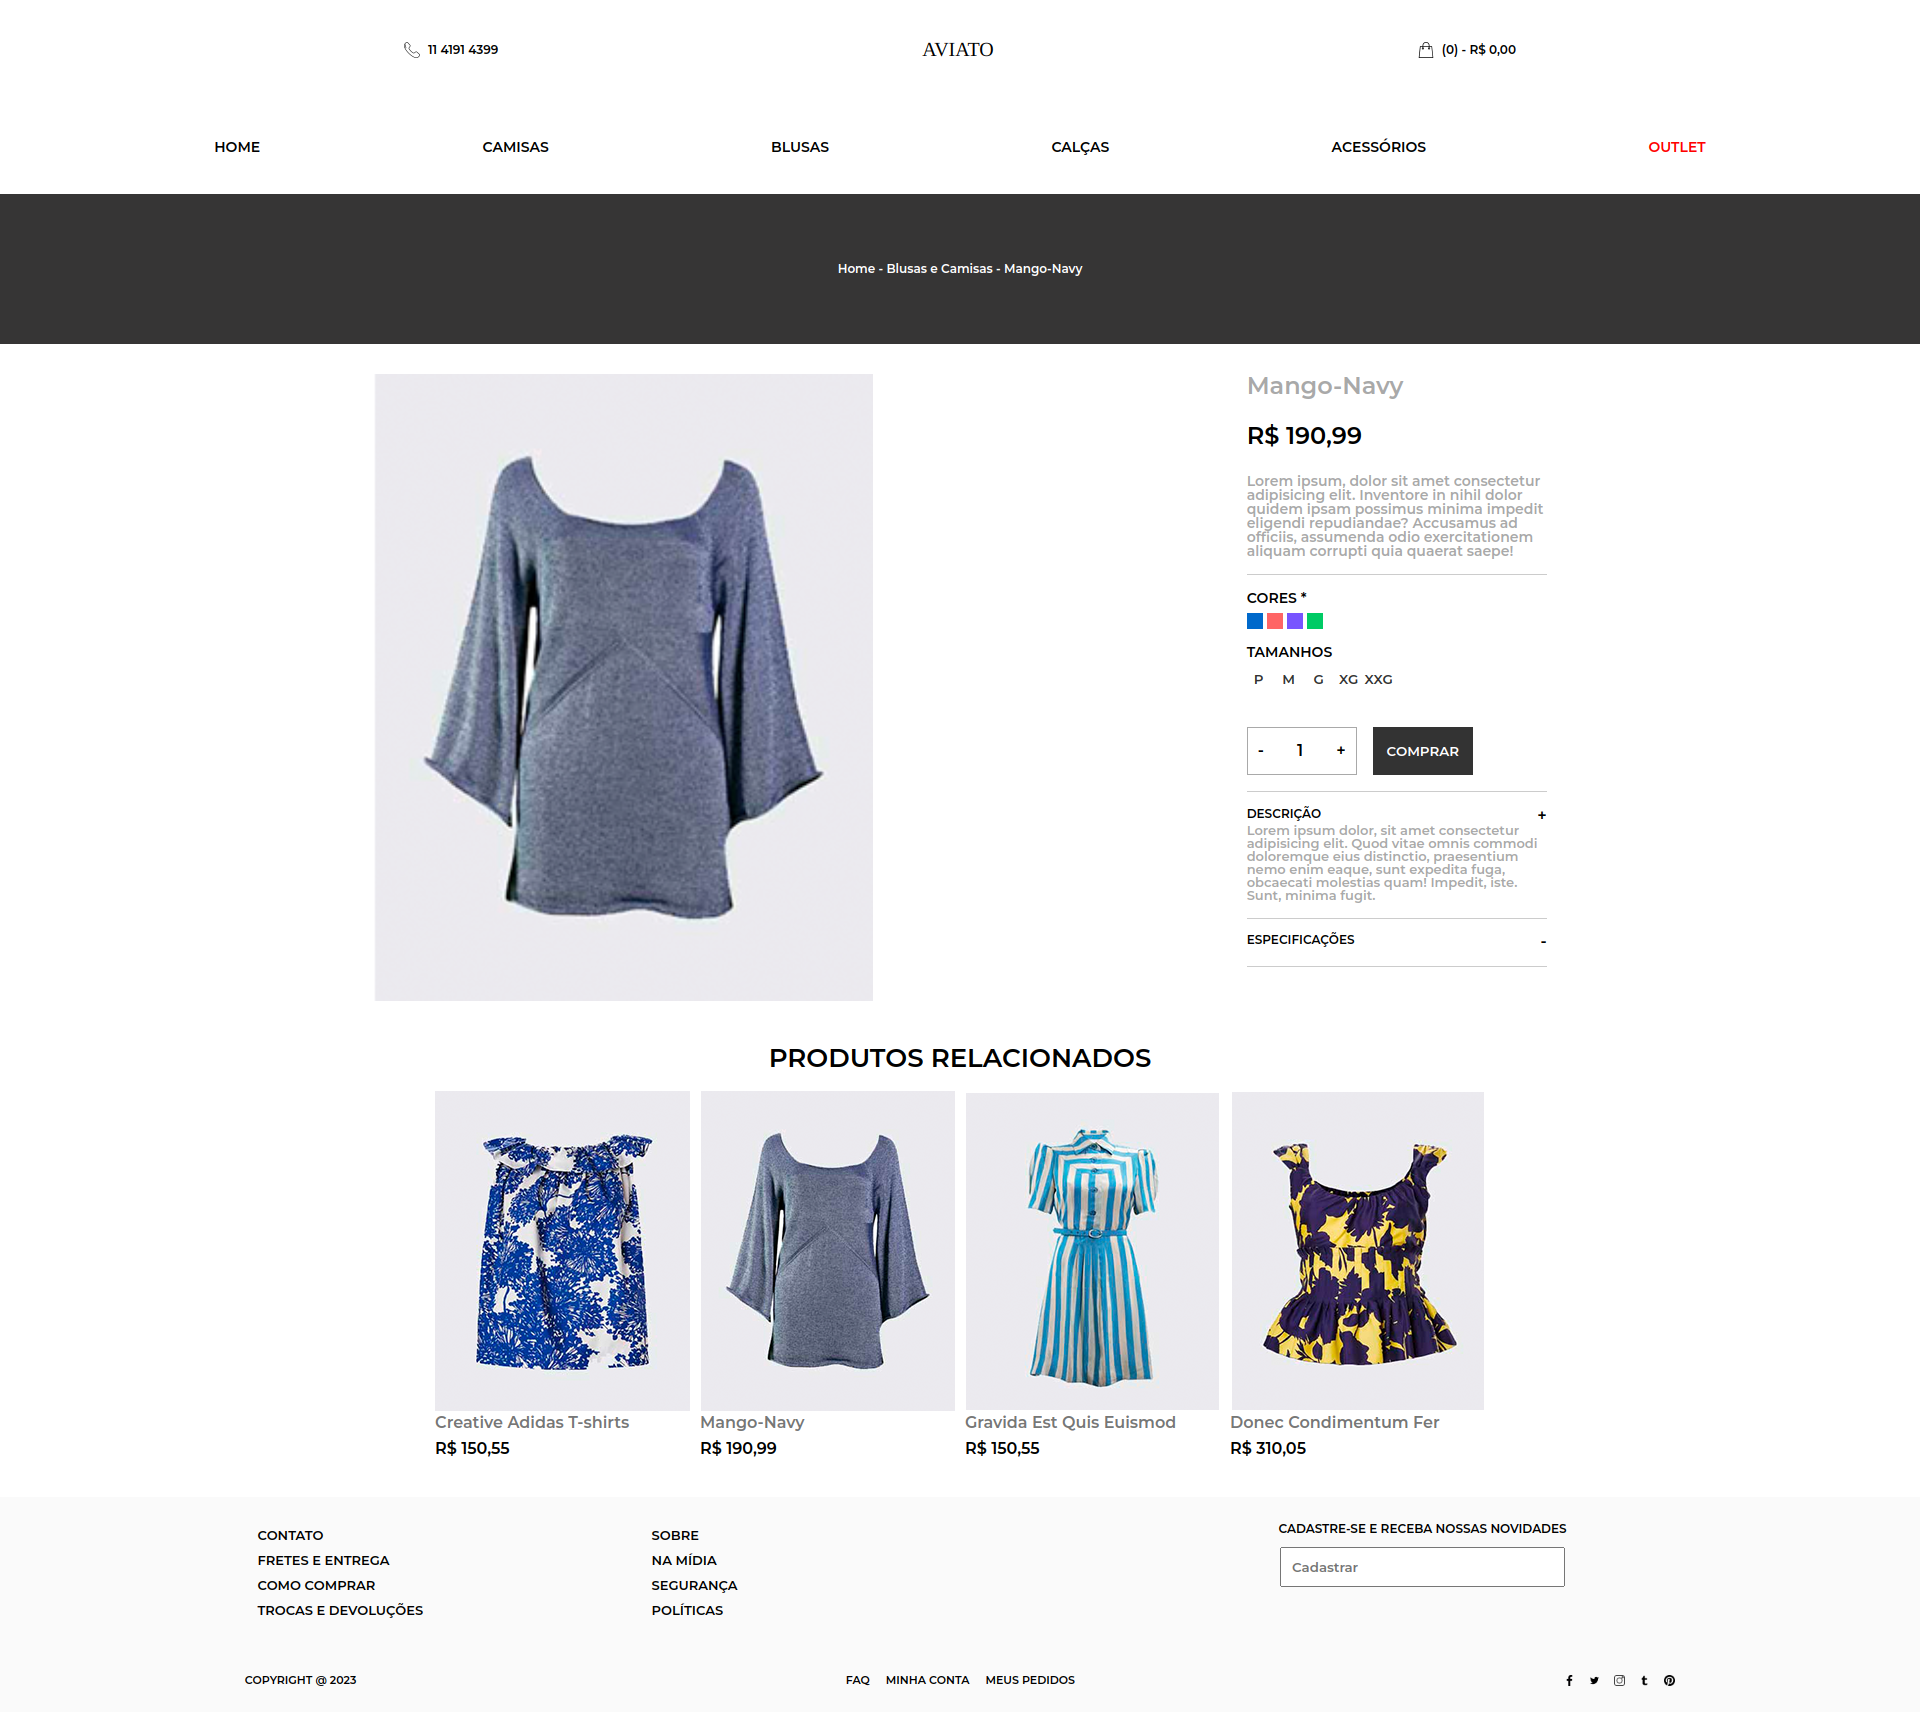 11 4191 4399
AVIATO
(0) - R$ 0,00
HOME
CAMISAS
BLUSAS
CALÇAS
ACESSÓRIOS
OUTLET
Home - Blusas e Camisas - Mango-Navy
Mango-Navy
R$ 190,99
Lorem ipsum, dolor sit amet consectetur
adipisicing elit. Inventore in nihil dolor
quidem ipsam possimus minima impedit
eligendi repudiandae? Accusamus ad
officiis, assumenda odio exercitationem
aliquam corrupti quia quaerat saepe!
CORES *
TAMANHOS
P M G XG XXG
- 1 +
COMPRAR
DESCRIÇÃO +
Lorem ipsum dolor, sit amet consectetur
adipisicing elit. Quod vitae omnis commodi
doloremque eius distinctio, praesentium
nemo enim eaque, sunt expedita fuga,
obcaecati molestias quam! Impedit, iste.
Sunt, minima fugit.
ESPECIFICAÇÕES -
PRODUTOS RELACIONADOS
Creative Adidas T-shirts
R$ 150,55
Mango-Navy
R$ 190,99
Gravida Est Quis Euismod
R$ 150,55
Donec Condimentum Fer
R$ 310,05
CONTATO
FRETES E ENTREGA
COMO COMPRAR
TROCAS E DEVOLUÇÕES
SOBRE
NA MÍDIA
SEGURANÇA
POLÍTICAS
CADASTRE-SE E RECEBA NOSSAS NOVIDADES
Cadastrar
COPYRIGHT @ 2023
FAQ
MINHA CONTA
MEUS PEDIDOS